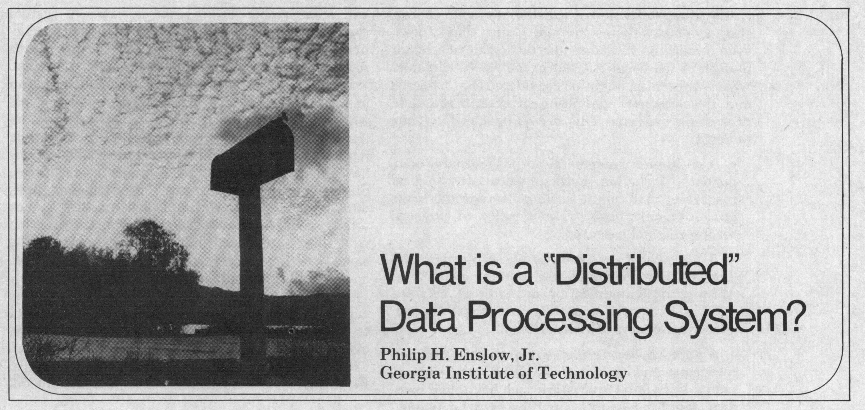 What is a “Distributed”
Data Processing System?
Philip H. Enslow, Jr.
Georgia Institute of Technology